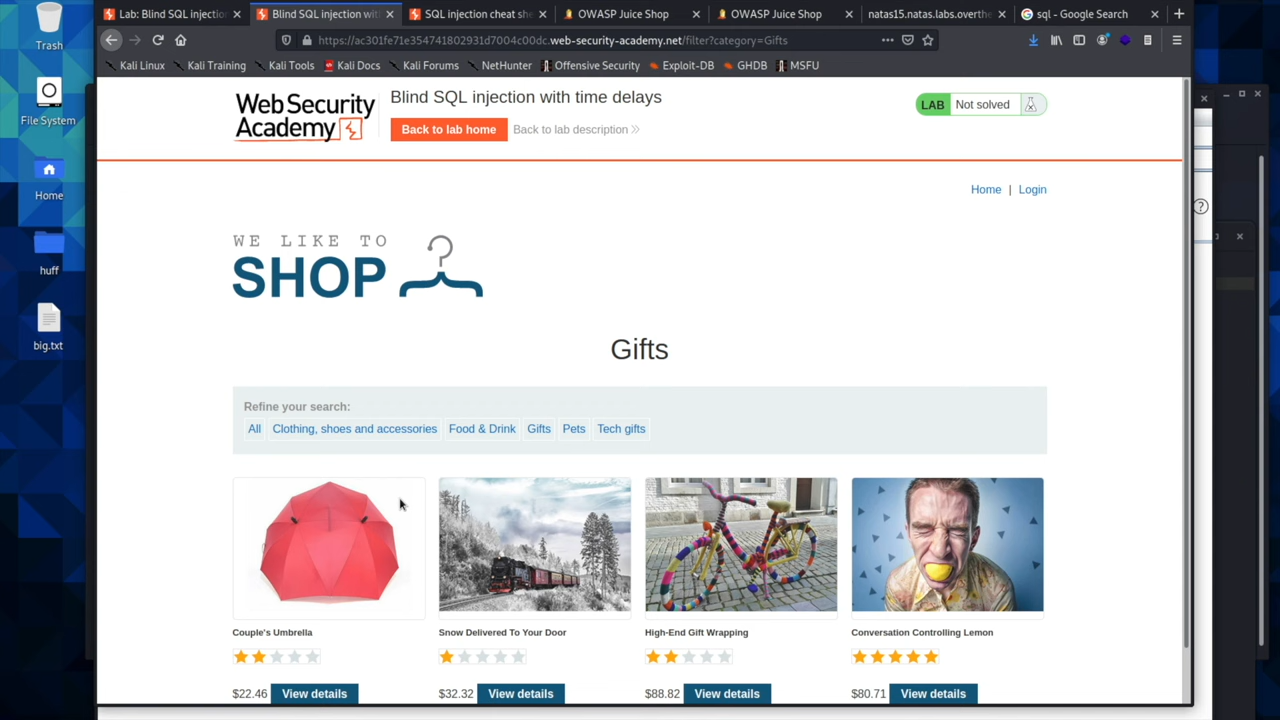 Trash
File System
Home
huff
big.txt
Lab: Blind SQL injectio
Blind SQL injection with
SQL injection cheat she
OWASP Juice Shop
OWASP Juice Shop
natas15.natas.labs.overthe
sql - Google Search
https://ac301fe71e354741802931d7004c00dc.web-security-academy.net/filter?category=Gifts
Kali Linux
Kali Training
Kali Tools
Kali Docs
Kali Forums
NetHunter
Offensive Security
Exploit-DB
GHDB
MSFU
Web Security
Academy
Blind SQL injection with time delays
Back to lab home
Back to lab description
LAB
Not solved
Home | Login
WE LIKE TO
SHOP
Gifts
Refine your search:
All
Clothing, shoes and accessories
Food & Drink
Gifts
Pets
Tech gifts
Couple's Umbrella
Snow Delivered To Your Door
High-End Gift Wrapping
Conversation Controlling Lemon
$22.46
View details
$32.32
View details
$88.82
View details
$80.71
View details